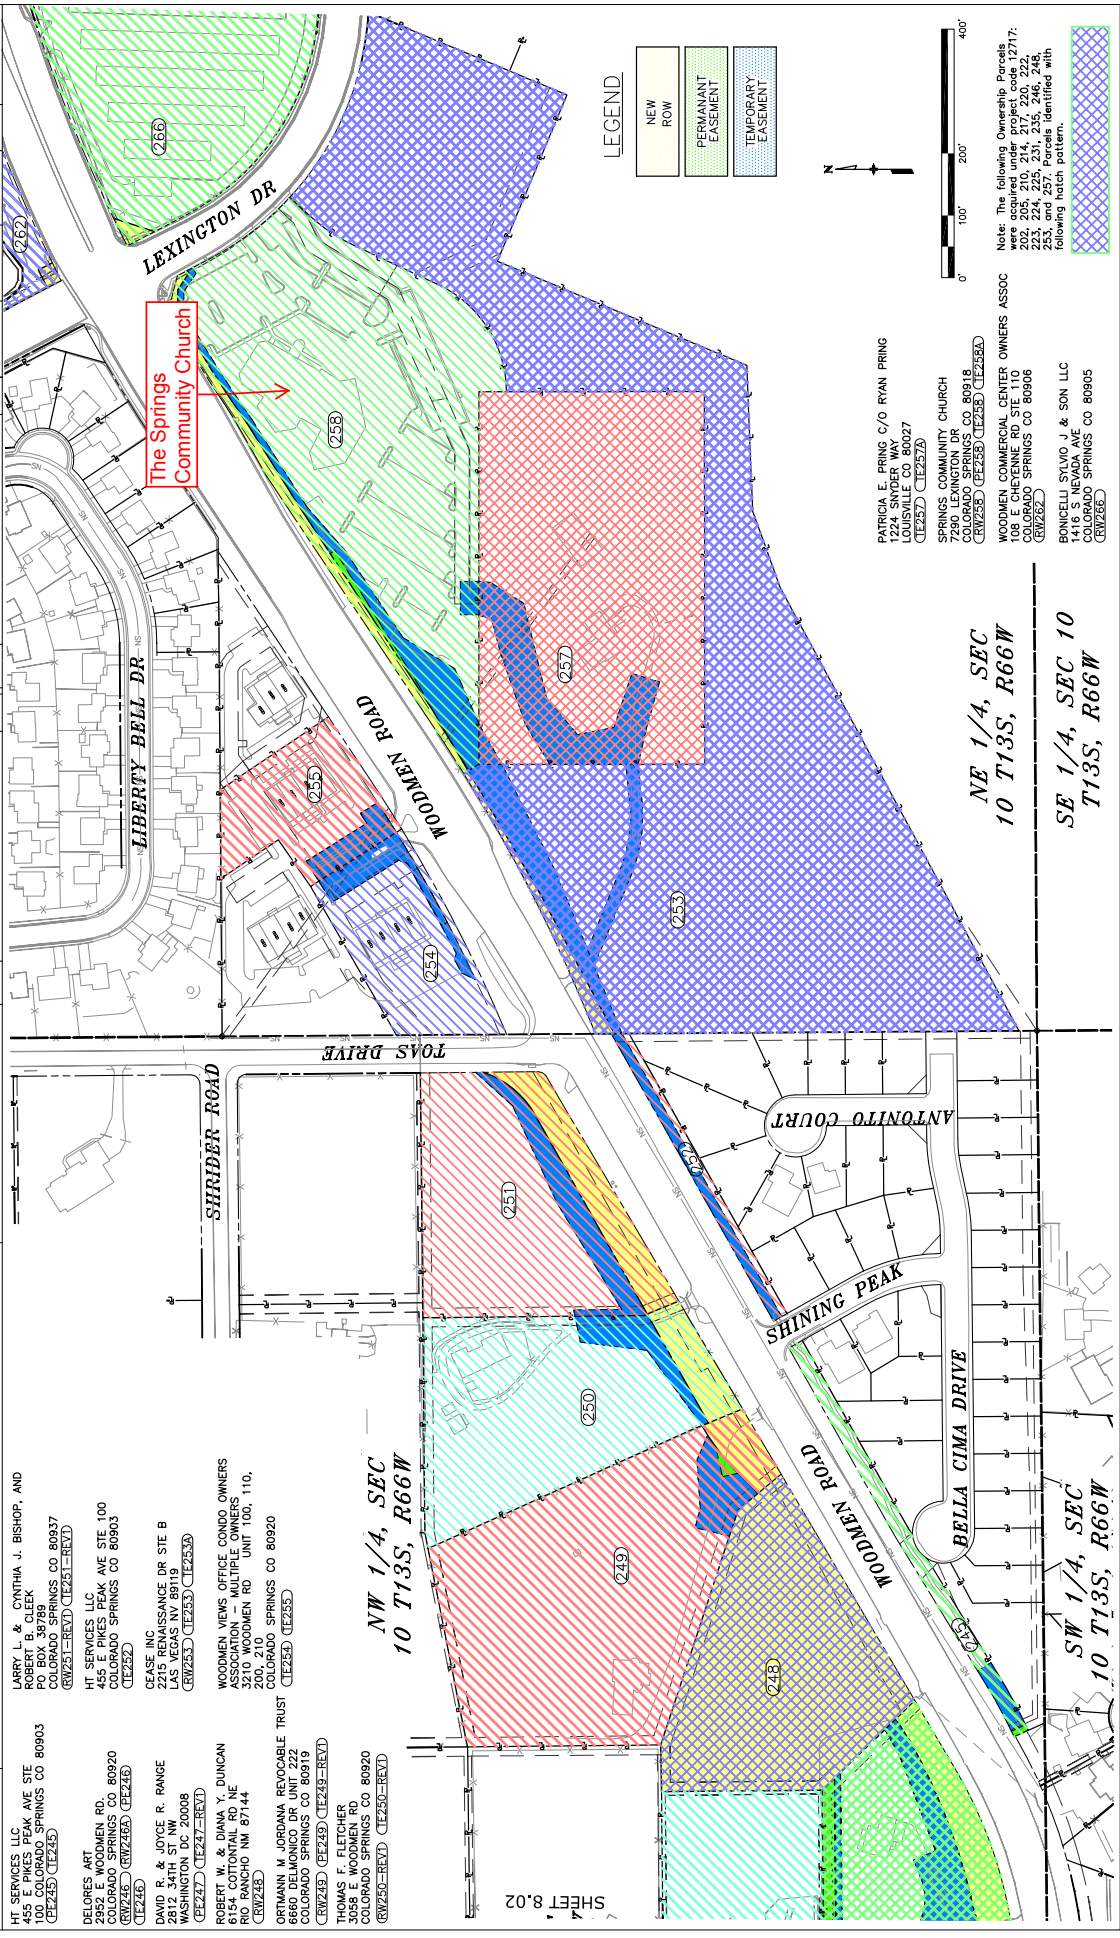 HT SERVICES LLC
455 E PIKES PEAK AVE STE
100 COLORADO SPRINGS CO 80903
PE245 TE245
DELORES ART
2952 E WOODMEN RD.
COLORADO SPRINGS CO 80920
RW246 RW246A PE246
TE246
DAVID R. & JOYCE R. RANGE
2812 34TH ST NW
WASHINGTON DC 20008
PE247 TE247-REV1
ROBERT W. & DIANA Y. DUNCAN
6154 COTTONTAIL RD NE
RIO RANCHO NM 87144
RW248
ORTMANN M JORDANA REVOCABLE TRUST
6660 DELMONICO DR UNIT 222
COLORADO SPRINGS CO 80919
RW249 PE249 TE249-REV1
THOMAS F. FLETCHER
3058 E WOODMEN RD
COLORADO SPRINGS CO 80920
RW250-REV1 TE250-REV1
LARRY L. & CYNTHIA J. BISHOP, AND
ROBERT B. CLEEK
PO BOX 38789
COLORADO SPRINGS CO 80937
RW251-REV1 TE251-REV1
HT SERVICES LLC
455 E PIKES PEAK AVE STE 100
COLORADO SPRINGS CO 80903
TE252
CEASE INC
2215 RENAISSANCE DR STE B
LAS VEGAS NV 89119
RW253 TE253 TE253A
WOODMEN VIEWS OFFICE CONDO OWNERS
ASSOCIATION - MULTIPLE OWNERS
3210 WOODMEN RD UNIT 100, 110,
200, 210
COLORADO SPRINGS CO 80920
TE254 TE255
NW 1/4, SEC
10 T13S, R66W
SHEET 8.02
SHRIDER ROAD
TOAS DRIVE
LIBERTY BELL DR
WOODMEN ROAD
LEXINGTON DR
The Springs
Community Church
262
266
258
257
255
254
253
252
251
250
249
248
245
WOODMEN ROAD
SHINING PEAK
ANTONITO COURT
BELLA CIMA DRIVE
SW 1/4, SEC
10 T13S, R66W
NE 1/4, SEC
10 T13S, R66W
SE 1/4, SEC 10
T13S, R66W
PATRICIA E. PRING C/O RYAN PRING
1224 SNYDER WAY
LOUISVILLE CO 80027
TE257 TE257A
SPRINGS COMMUNITY CHURCH
7290 LEXINGTON DR
COLORADO SPRINGS CO 80918
RW258 PE258 TE258 TE258A
WOODMEN COMMERCIAL CENTER OWNERS ASSOC
108 E CHEYENNE RD STE 110
COLORADO SPRINGS CO 80906
RW262
BONICELLI SYLVIO J & SON LLC
1416 S NEVADA AVE
COLORADO SPRINGS CO 80905
RW266
LEGEND
NEW
ROW
PERMANANT
EASEMENT
TEMPORARY
EASEMENT
N
0' 100' 200' 400'
Note: The following Ownership Parcels
were acquired under project code 12717:
202, 205, 210, 214, 217, 220, 222,
223, 224, 225, 231, 235, 246, 248,
253, and 257. Parcels identified with
following hatch pattern.